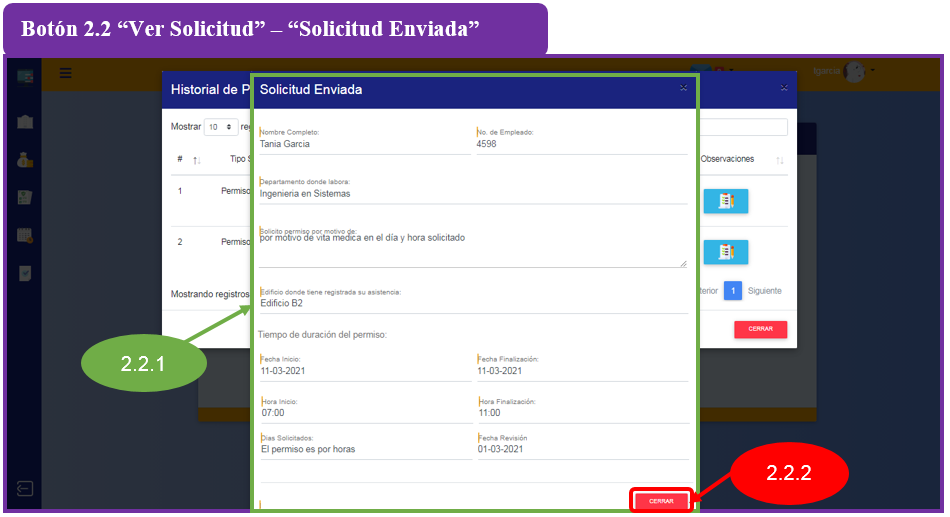 Botón 2.2 “Ver Solicitud” – “Solicitud Enviada”
tgarcia
Historial de P
Solicitud Enviada
Mostrar 10 reg
Nombre Completo:
Tania Garcia
No. de Empleado:
4598
# Tipo S
Observaciones
Departamento donde labora:
Ingenieria en Sistemas
1 Permiso
Solicito permiso por motivo de:
por motivo de vita medica en el día y hora solicitado
2 Permiso
Edificio donde tiene registrada su asistencia:
Edificio B2
Mostrando registros
terior 1 Siguiente
Tiempo de duración del permiso:
CERRAR
2.2.1
Fecha Inicio:
11-03-2021
Fecha Finalización:
11-03-2021
Hora Inicio:
07:00
Hora Finalización:
11:00
Dias Solicitados:
El permiso es por horas
Fecha Revisión
01-03-2021
2.2.2
CERRAR